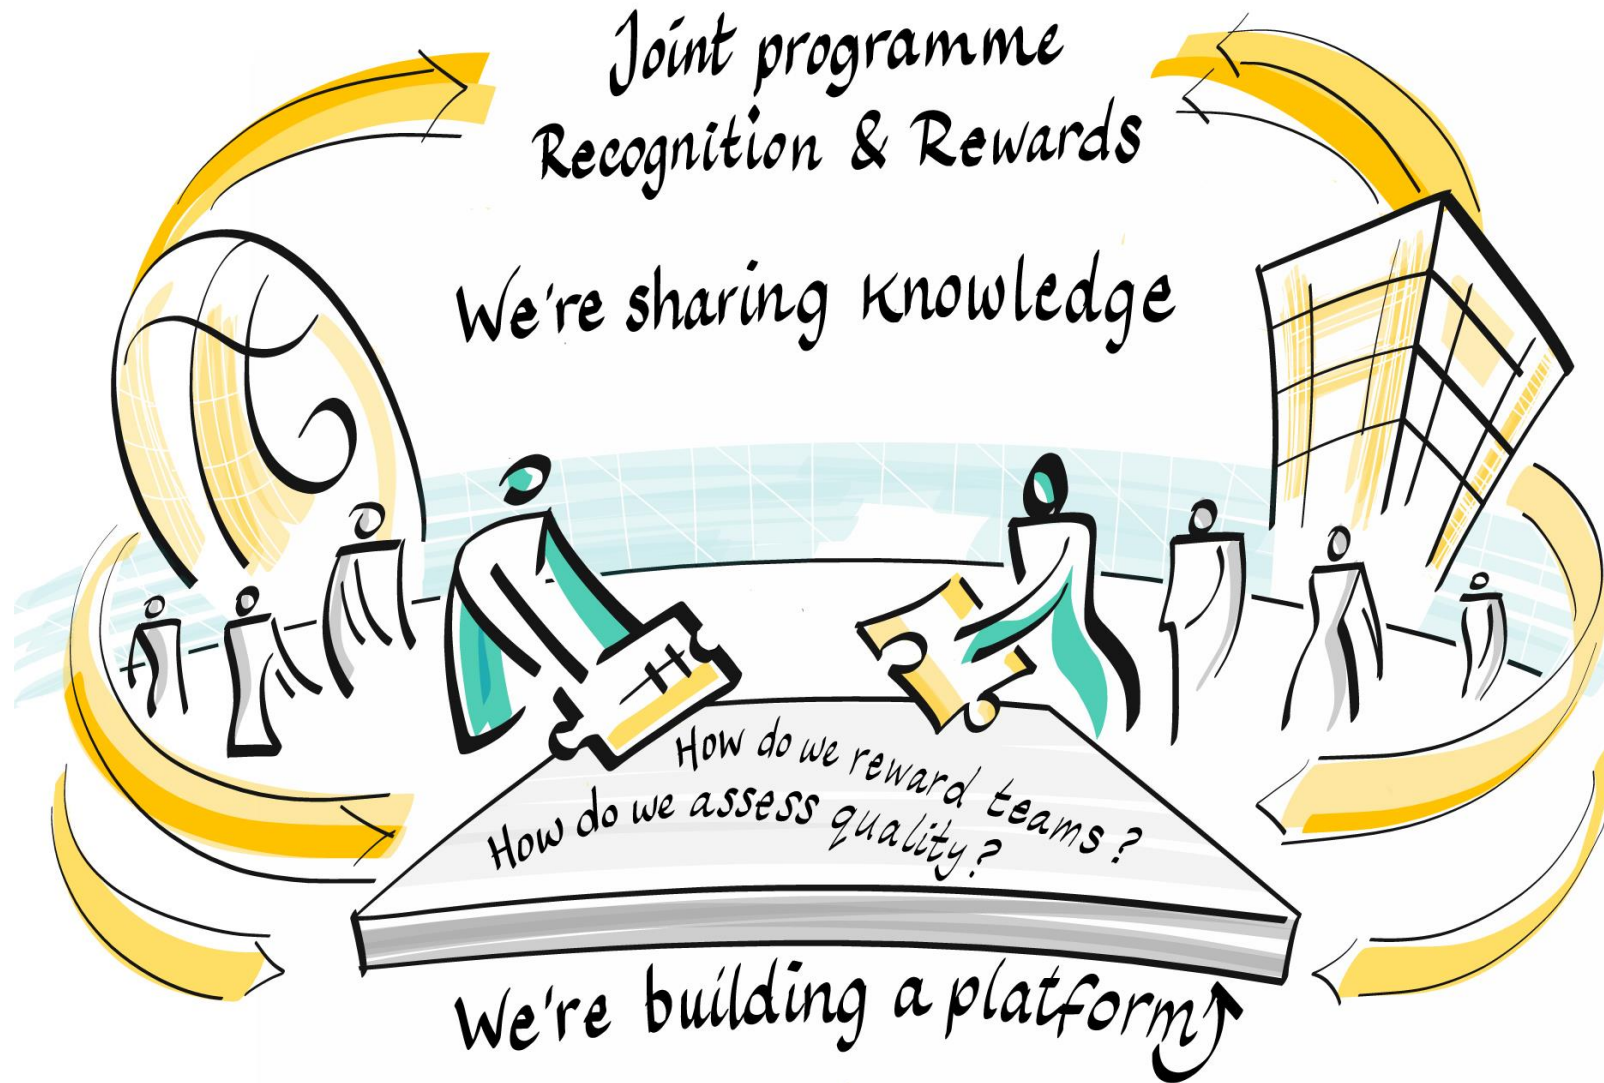 Joint programme
Recognition & Rewards
We're sharing knowledge
How do we reward teams?
How do we assess quality?
We're building a platform